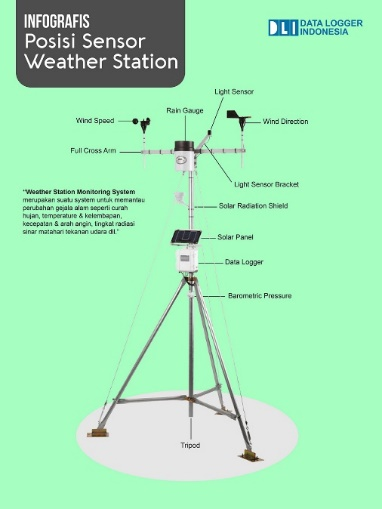 INFOGRAFIS
Posisi Sensor
Weather Station
DLI DATA LOGGER
INDONESIA
Light Sensor
Rain Gauge
Wind Speed
Wind Direction
Full Cross Arm
Light Sensor Bracket
"Weather Station Monitoring System
merupakan suatu system untuk memantau
perubahan gejala alam seperti curah
hujan, temperature & kelembapan,
kecepatan & arah angin, tingkat radiasi
sinar matahari tekanan udara dll."
Solar Radiation Shield
Solar Panel
Data Logger
Barometric Pressure
Tripod